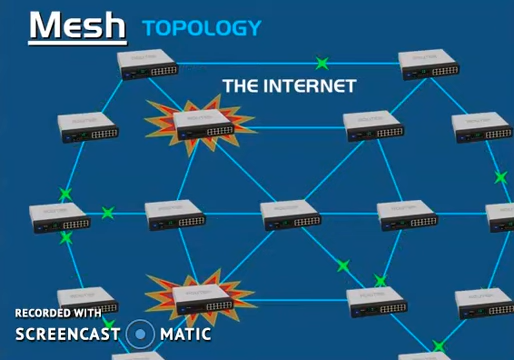 Mesh TOPOLOGY
THE INTERNET
RECORDED WITH
SCREENCAST MATIC